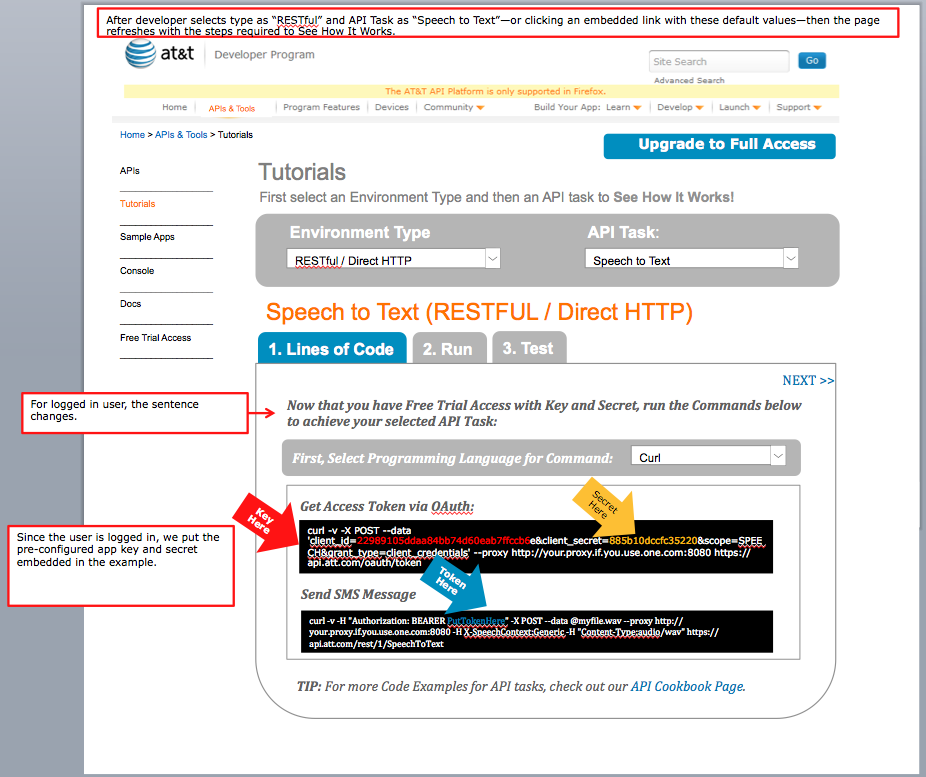 After developer selects type as “RESTful” and API Task as “Speech to Text”—or clicking an embedded link with these default values—then the page
refreshes with the steps required to See How It Works.
at&t Developer Program
Site Search Go
Advanced Search
The AT&T API Platform is only supported in Firefox.
Home APIs & Tools Program Features Devices Community Build Your App: Learn Develop Launch Support
Home > APIs & Tools > Tutorials
Upgrade to Full Access
APIs
Tutorials
Sample Apps
Console
Docs
Free Trial Access
Tutorials
First select an Environment Type and then an API task to See How It Works!
Environment Type API Task:
RESTful / Direct HTTP Speech to Text
Speech to Text (RESTFUL / Direct HTTP)
1. Lines of Code 2. Run 3. Test
NEXT >>
For logged in user, the sentence
changes.
Now that you have Free Trial Access with Key and Secret, run the Commands below
to achieve your selected API Task:
First, Select Programming Language for Command: Curl
Key
Here
Secret
Here
Get Access Token via OAuth:
curl -v -X POST --data
'client_id=22989105ddaa84bb74d60eab7ffccb6e&client_secret=885b10dccfc35220&scope=SPEE
CH&grant_type=client_credentials' --proxy http://your.proxy.if.you.use.one.com:8080 https://
api.att.com/oauth/token
Since the user was logged in, we put the
pre-configured app key and secret
embedded in the example.
Token
Here
Send SMS Message
curl -v -H "Authorization: BEARER PutTokenHere" -X POST --data @myfile.wav --proxy http://
your.proxy.if.you.use.one.com:8080 -H X-SpeechContext:Generic -H "Content-Type:audio/wav" https://
api.att.com/rest/1/SpeechToText
TIP: For more Code Examples for API tasks, check out our API Cookbook Page.